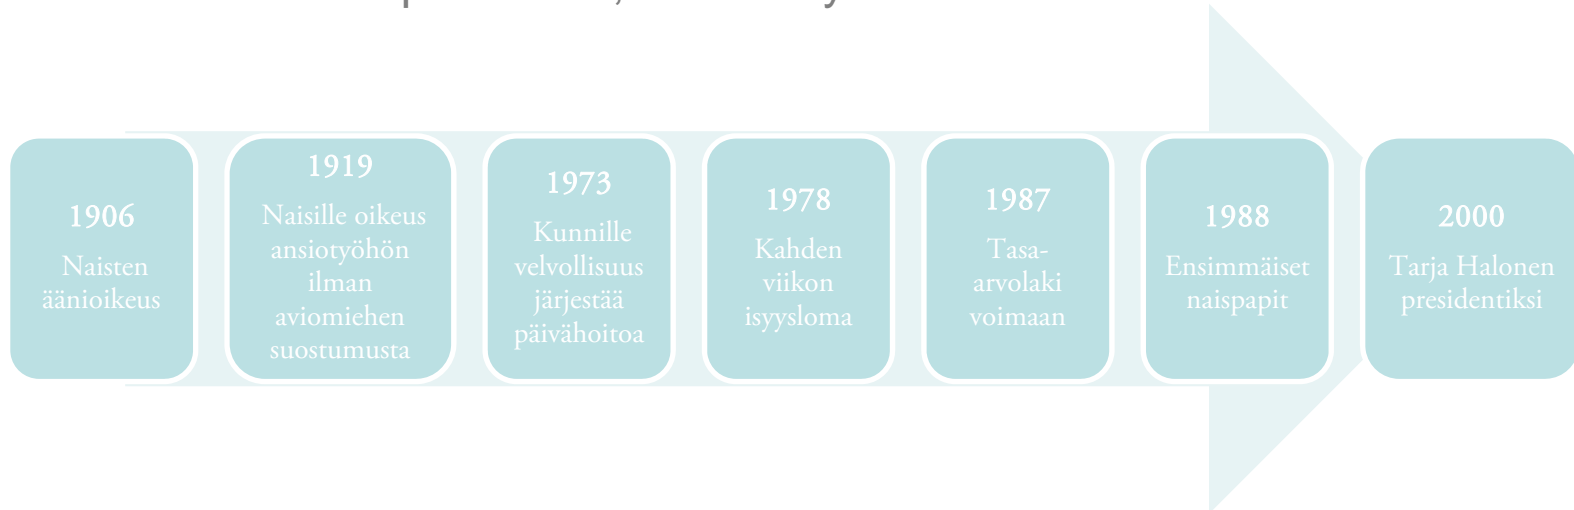 1906
Naisten
äänioikeus
1919
Naisille oikeus
ansiotyöhön
ilman
aviomiehen
suostumusta
1973
Kunnille
velvollisuus
järjestää
päivähoitoa
1978
Kahden
viikon
isyysloma
1987
Tasa-
arvolaki
voimaan
1988
Ensimmäiset
naispapit
2000
Tarja Halonen
presidentiksi